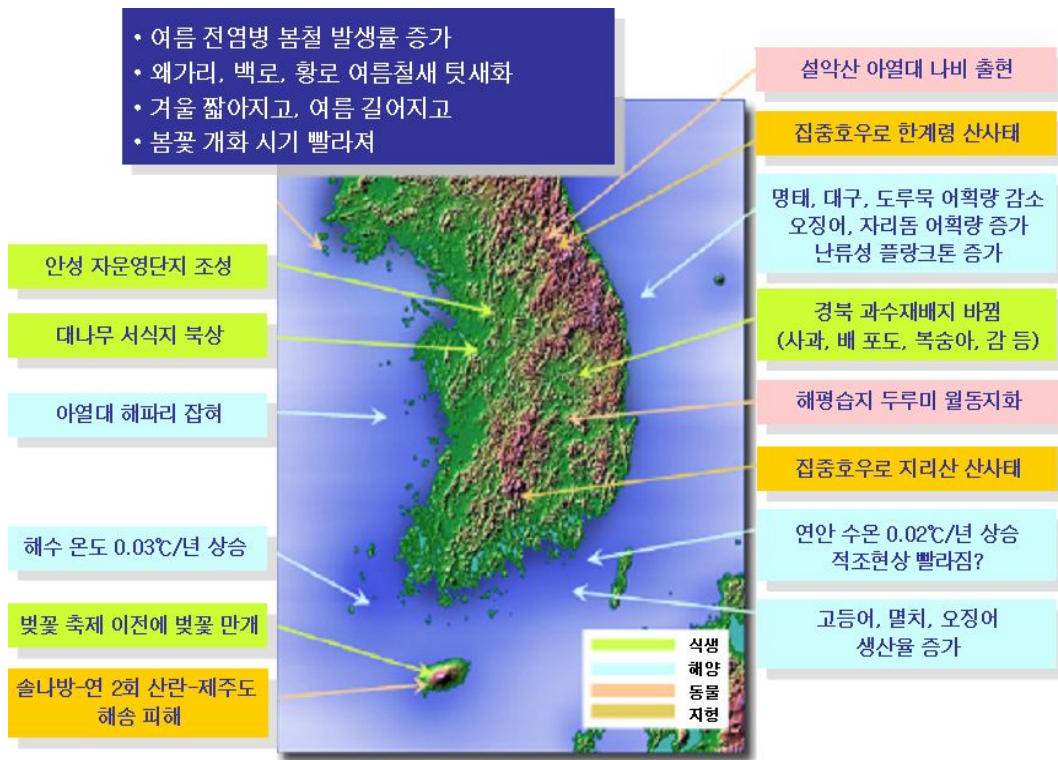 • 여름 전염병 봄철 발생률 증가
• 왜가리, 백로, 황로 여름철새 텃새화
• 겨울 짧아지고, 여름 길어지고
• 봄꽃 개화 시기 빨라져
안성 자운영단지 조성
대나무 서식지 북상
아열대 해파리 잡혀
해수 온도 0.03℃/년 상승
벚꽃 축제 이전에 벚꽃 만개
솔나방-연 2회 산란-제주도
해송 피해
설악산 아열대 나비 출현
집중호우로 한계령 산사태
명태, 대구, 도루묵 어획량 감소
오징어, 자리돔 어획량 증가
난류성 플랑크톤 증가
경북 과수재배지 바뀜
(사과, 배 포도, 복숭아, 감 등)
해평습지 두루미 월동지화
집중호우로 지리산 산사태
연안 수온 0.02℃/년 상승
적조현상 빨라짐?
고등어, 멸치, 오징어
생산율 증가
식생
해양
동물
지형